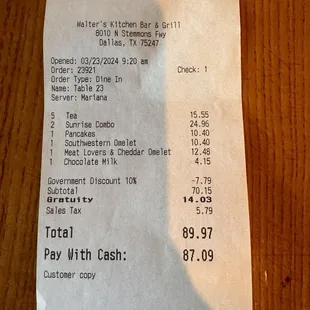 Walter's Kitchen Bar & Grill
8010 N Stemmons Fwy
Dallas, TX 75247
Opened: 03/23/2024 9:20 am
Order: 23921 Check: 1
Order Type: Dine In
Name: Table 23
Server: Mariana
5 Tea 15.55
2 Sunrise Combo 24.96
1 Pancakes 10.40
1 Southwestern Omelet 10.40
1 Meat Lovers & Cheddar Omelet 12.48
1 Chocolate Milk 4.15
Government Discount 10% -7.79
Subtotal 70.15
Gratuity 14.03
Sales Tax 5.79
Total 89.97
Pay With Cash: 87.09
Customer copy